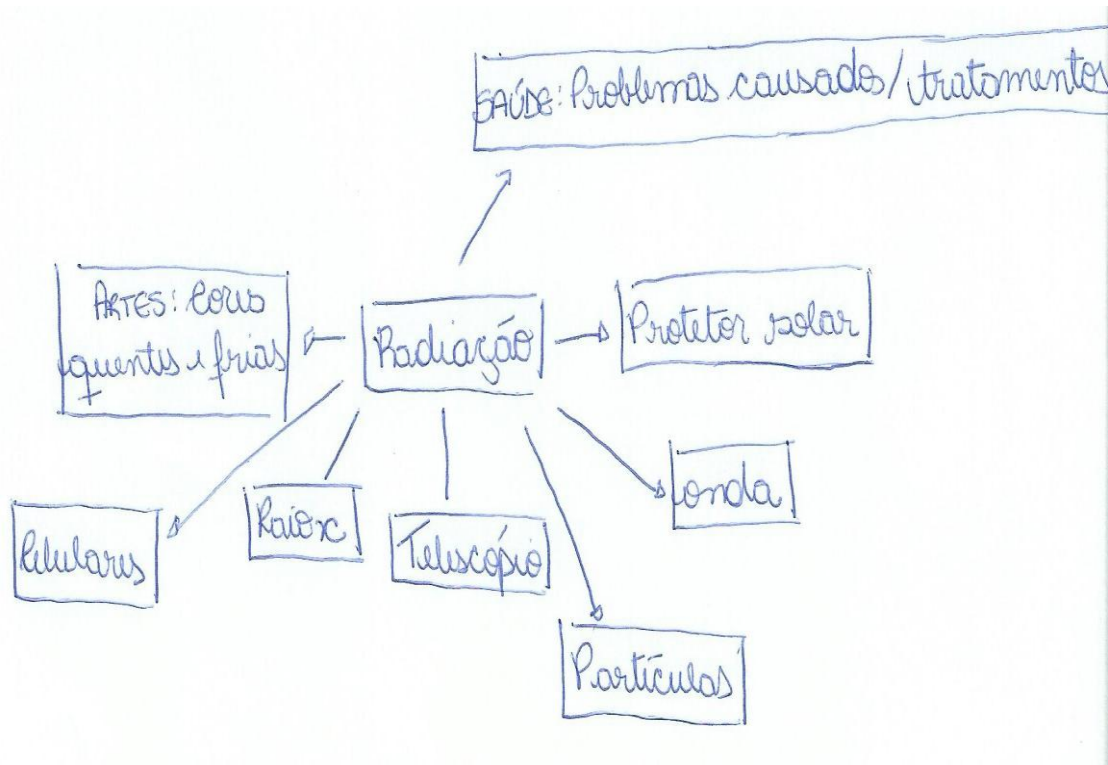 SAÚDE: Problemas causados/tratamentos
ARTES: Cores
quentes e frias
Radiação
Protetor solar
Celulares
Raio x
Telescópio
onda
Partículas